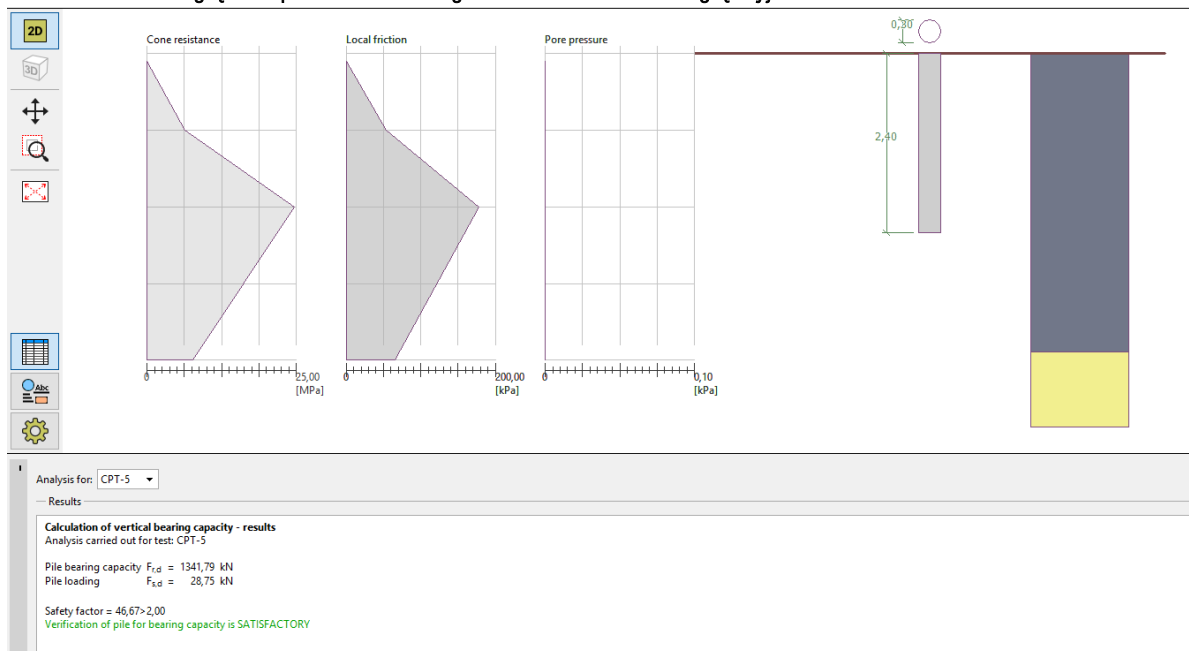 2D
3D
Cone resistance
Local friction
Pore pressure
0,30
2,40
0
25,00
[MPa]
0
200,00
[kPa]
0
0,10
[kPa]
Abc
Analysis for: CPT-5
Results
Calculation of vertical bearing capacity - results
Analysis carried out for test: CPT-5
Pile bearing capacity Fr,d = 1341,79 kN
Pile loading Fs,d = 28,75 kN
Safety factor = 46,67>2,00
Verification of pile for bearing capacity is SATISFACTORY